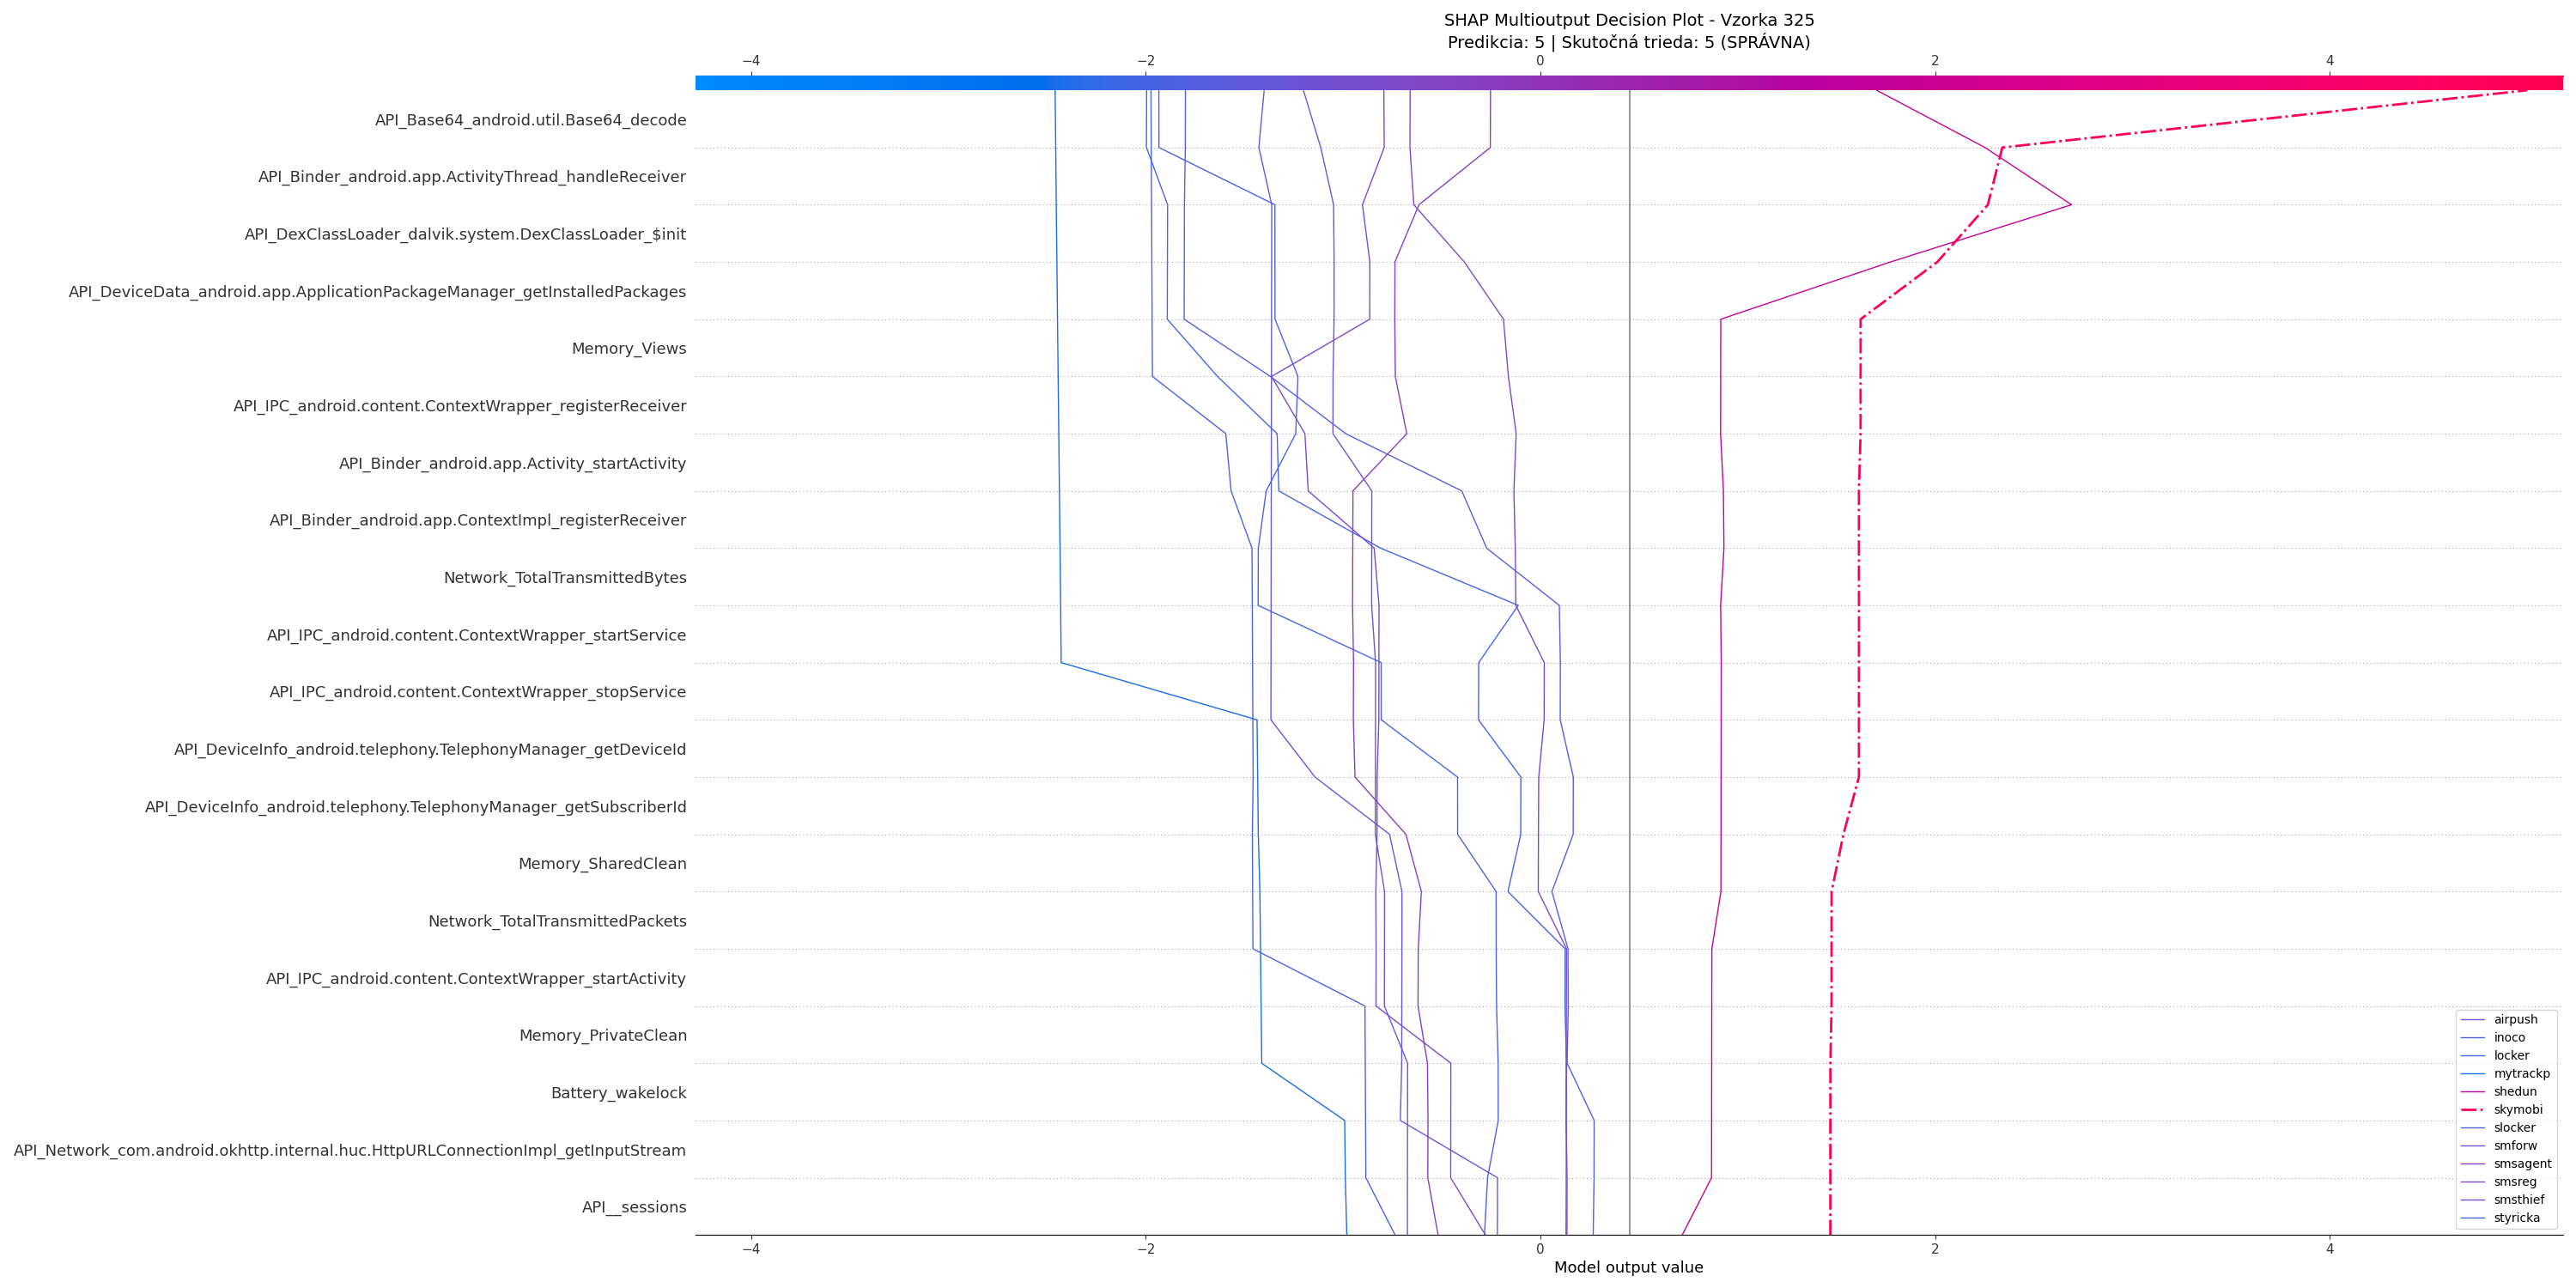 SHAP Multioutput Decision Plot - Vzorka 325
Predikcia: 5 | Skutočná trieda: 5 (SPRÁVNA)
−4 −2 0 2 4
API_Base64_android.util.Base64_decode
API_Binder_android.app.ActivityThread_handleReceiver
API_DexClassLoader_dalvik.system.DexClassLoader_$init
API_DeviceData_android.app.ApplicationPackageManager_getInstalledPackages
Memory_Views
API_IPC_android.content.ContextWrapper_registerReceiver
API_Binder_android.app.Activity_startActivity
API_Binder_android.app.ContextImpl_registerReceiver
Network_TotalTransmittedBytes
API_IPC_android.content.ContextWrapper_startService
API_IPC_android.content.ContextWrapper_stopService
API_DeviceInfo_android.telephony.TelephonyManager_getDeviceId
API_DeviceInfo_android.telephony.TelephonyManager_getSubscriberId
Memory_SharedClean
Network_TotalTransmittedPackets
API_IPC_android.content.ContextWrapper_startActivity
Memory_PrivateClean
Battery_wakelock
API_Network_com.android.okhttp.internal.huc.HttpURLConnectionImpl_getInputStream
API__sessions
airpush
inoco
locker
mytrackp
shedun
skymobi
slocker
smforw
smsagent
smsreg
smsthief
styricka
−4 −2 0 2 4
Model output value